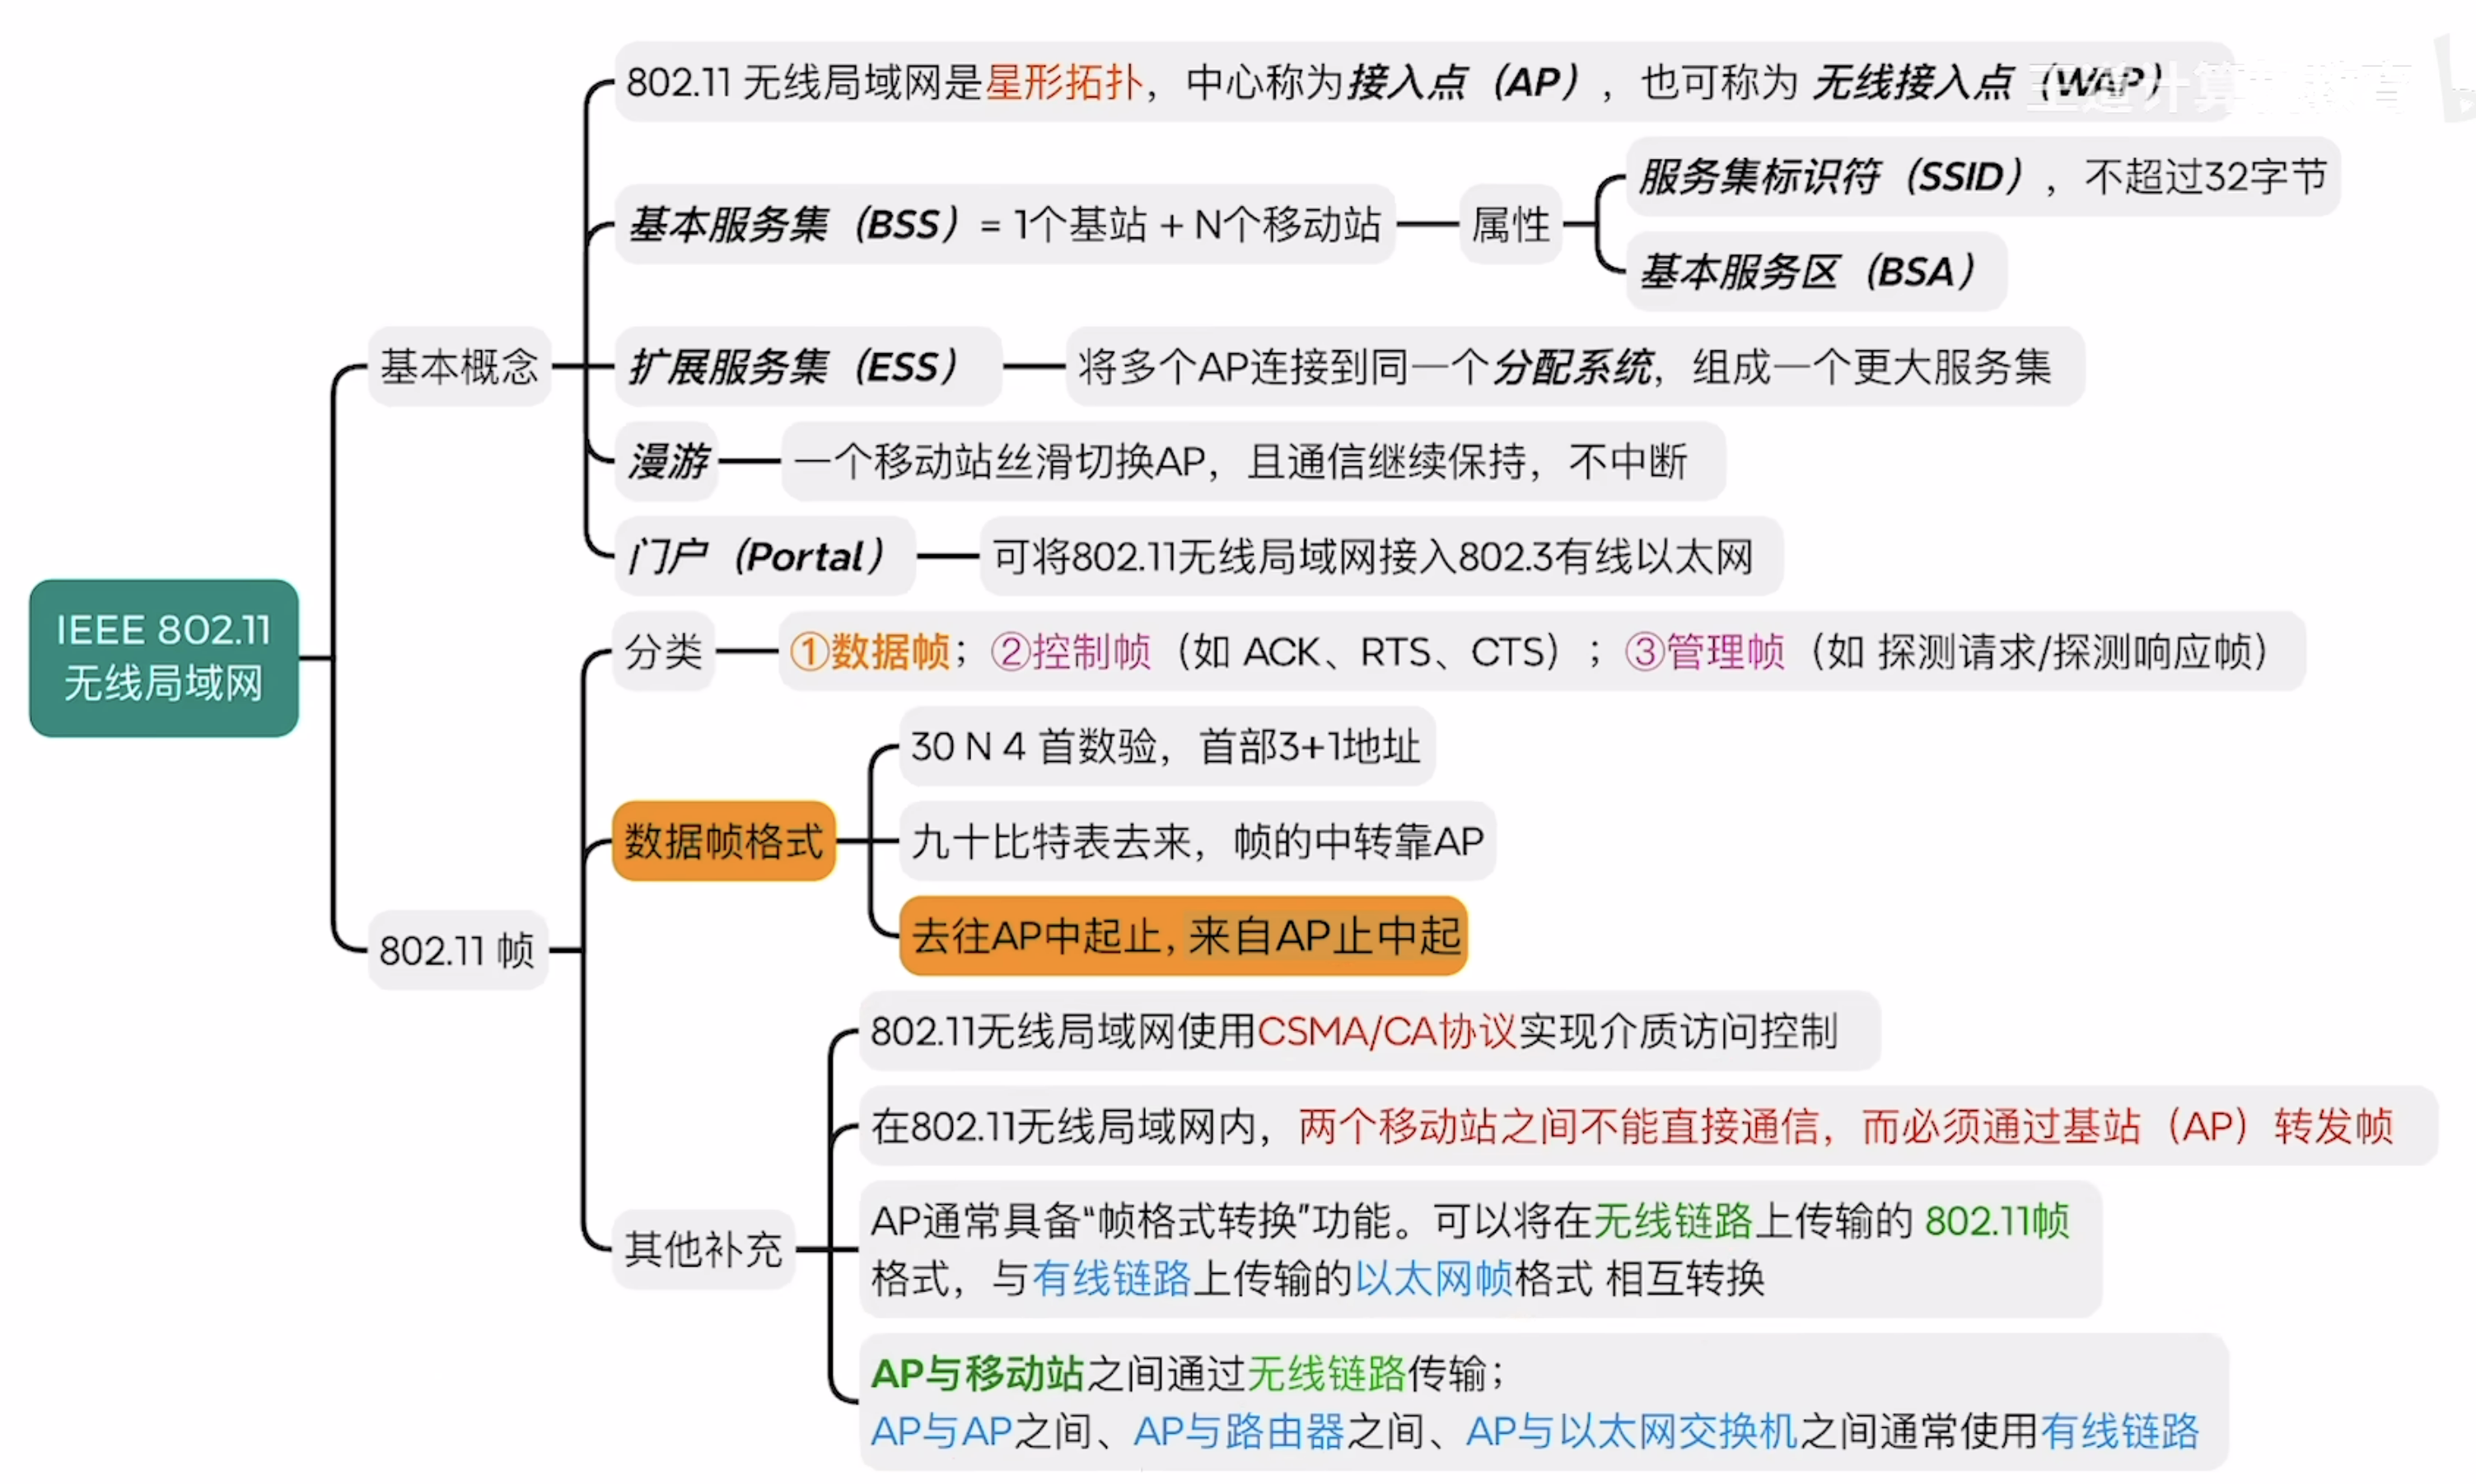 802.11 无线局域网是星形拓扑，中心称为接入点（AP），也可称为 无线接入点（WAP）
王道计算机教育
基本服务集（BSS）= 1个基站 + N个移动站
属性
服务集标识符（SSID），不超过32字节
基本服务区（BSA）
基本概念
扩展服务集（ESS）
将多个AP连接到同一个分配系统，组成一个更大服务集
漫游
一个移动站丝滑切换AP，且通信继续保持，不中断
门户（Portal）
可将802.11无线局域网接入802.3有线以太网
IEEE 802.11
无线局域网
分类
①数据帧；②控制帧（如 ACK、RTS、CTS）；③管理帧（如 探测请求/探测响应帧）
802.11 帧
数据帧格式
30 N 4 首数验，首部3+1地址
九十比特表去来，帧的中转靠AP
去往AP中起止, 来自AP止中起
其他补充
802.11无线局域网使用CSMA/CA协议实现介质访问控制
在802.11无线局域网内，两个移动站之间不能直接通信，而必须通过基站（AP）转发帧
AP通常具备“帧格式转换”功能。可以将在无线链路上传输的 802.11帧
格式，与有线链路上传输的以太网帧格式 相互转换
AP与移动站之间通过无线链路传输；
AP与AP之间、AP与路由器之间、AP与以太网交换机之间通常使用有线链路